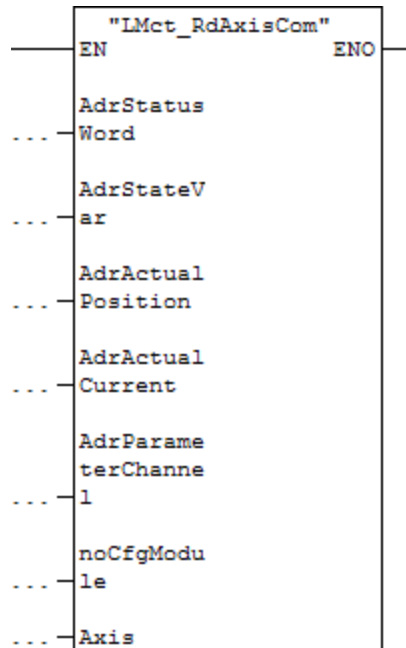 "LMct_RdAxisCom"
EN ENO
AdrStatus
... Word
AdrStateV
... ar
AdrActual
... Position
AdrActual
... Current
AdrParame
terChanne
... l
noCfgModu
... le
... Axis